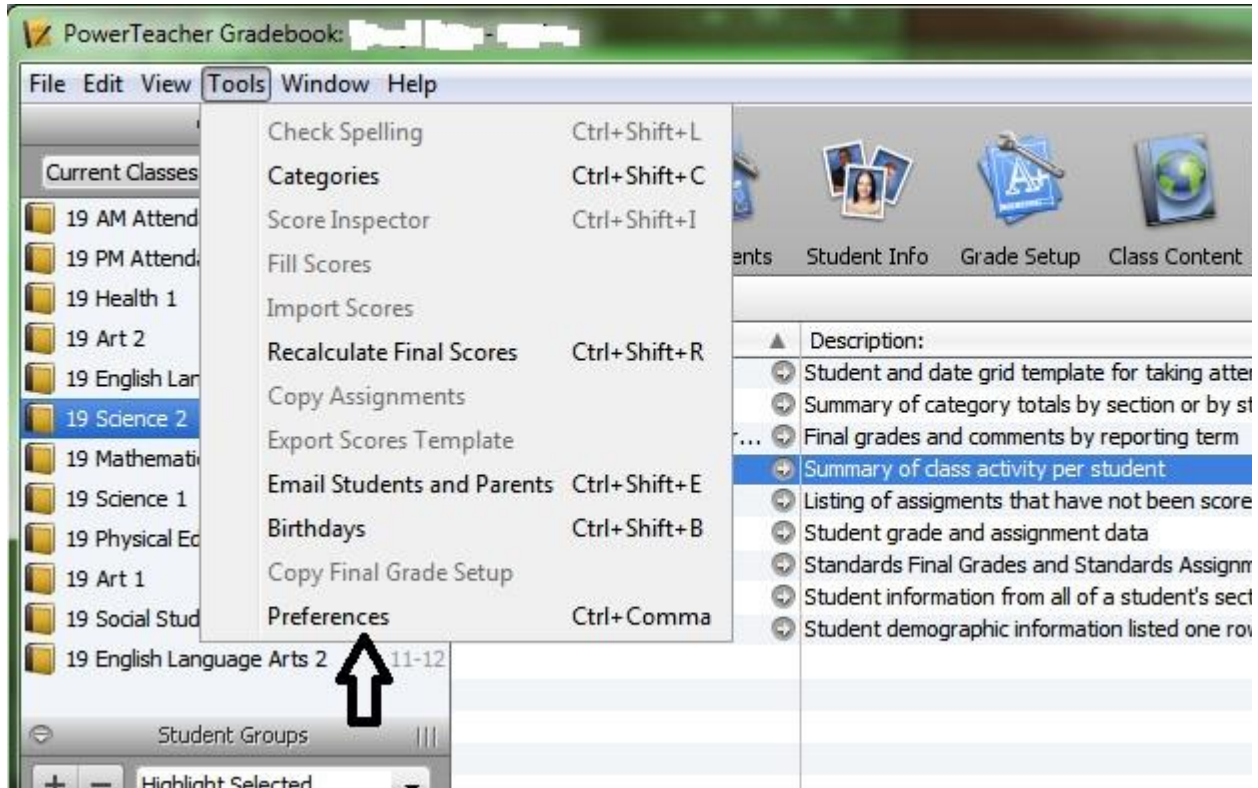 PowerTeacher Gradebook:
File Edit View Tools Window Help
Check Spelling Ctrl+Shift+L
Current Classes
Categories Ctrl+Shift+C
19 AM Attend
Score Inspector Ctrl+Shift+I
19 PM Attend
Fill Scores
ents Student Info Grade Setup Class Content
19 Health 1
Import Scores
19 Art 2
Recalculate Final Scores Ctrl+Shift+R
Description:
19 English Lan
Copy Assignments
Student and date grid template for taking atter
19 Science 2
Summary of category totals by section or by st
19 Mathemati
Export Scores Template
r... Final grades and comments by reporting term
Email Students and Parents Ctrl+Shift+E
Summary of class activity per student
19 Science 1
Listing of assigments that have not been score
19 Physical Ed
Birthdays Ctrl+Shift+B
Student grade and assignment data
19 Art 1
Copy Final Grade Setup
Standards Final Grades and Standards Assignm
Student information from all of a student's sect
19 Social Stud
Preferences Ctrl+Comma
Student demographic information listed one rov
19 English Language Arts 2 11-12
Student Groups
Highlight Selected